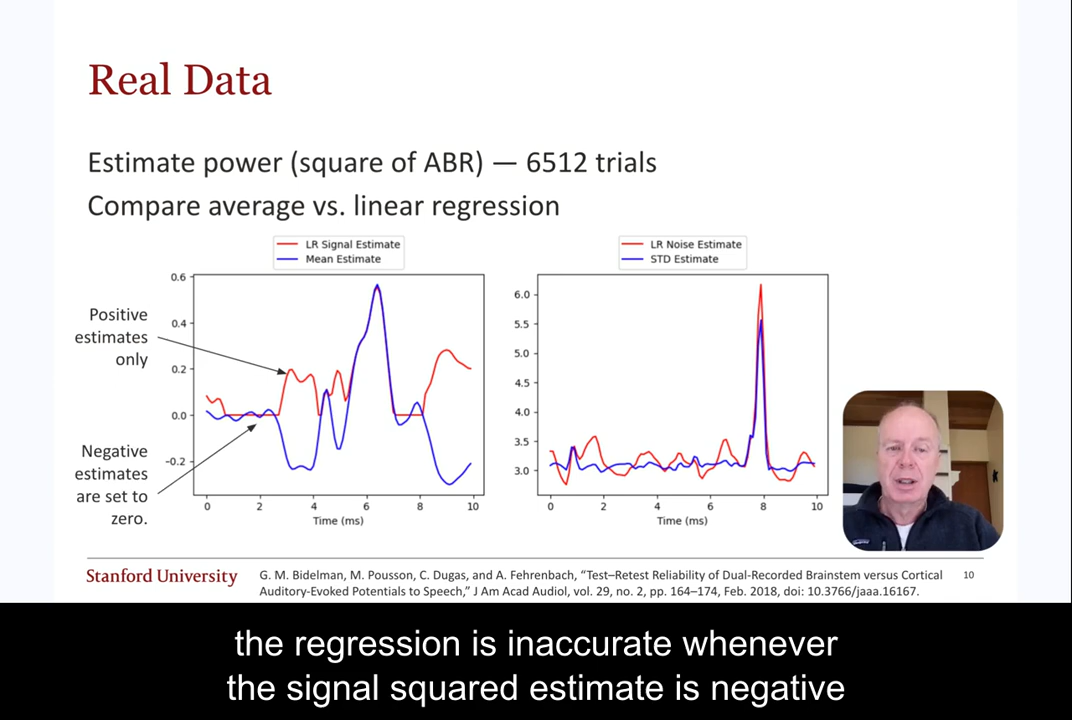 Real Data
Estimate power (square of ABR) — 6512 trials
Compare average vs. linear regression
LR Signal Estimate
Mean Estimate
LR Noise Estimate
STD Estimate
Positive
estimates
only
Negative
estimates
are set to
zero.
0.6
0.4
0.2
0.0
-0.2
0 2 4 6 8 10
Time (ms)
6.0
5.5
5.0
4.5
4.0
3.5
3.0
0 2 4 6 8 10
Time (ms)
Stanford University
G. M. Bidelman, M. Pousson, C. Dugas, and A. Fehrenbach, “Test–Retest Reliability of Dual-Recorded Brainstem versus Cortical
Auditory-Evoked Potentials to Speech,” J Am Acad Audiol, vol. 29, no. 2, pp. 164–174, Feb. 2018, doi: 10.3766/jaaa.16167.
10
the regression is inaccurate whenever
the signal squared estimate is negative